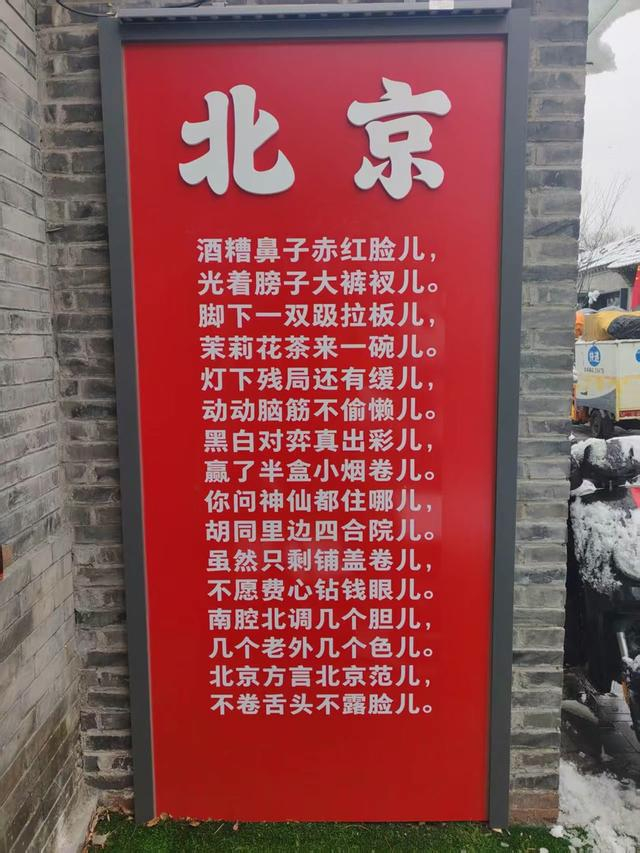 北京
酒糟鼻子赤红脸儿，
光着膀子大裤衩儿。
脚下一双趿拉板儿，
茉莉花茶来一碗儿。
灯下残局还有缓儿，
动动脑筋不偷懒儿。
黑白对弈真出彩儿，
赢了半盒小烟卷儿。
你问神仙都住哪儿，
胡同里边四合院儿。
虽然只剩铺盖卷儿，
不愿费心钻钱眼儿。
南腔北调几个胆儿，
几个老外几个色儿。
北京方言北京范儿，
不卷舌头不露脸儿。